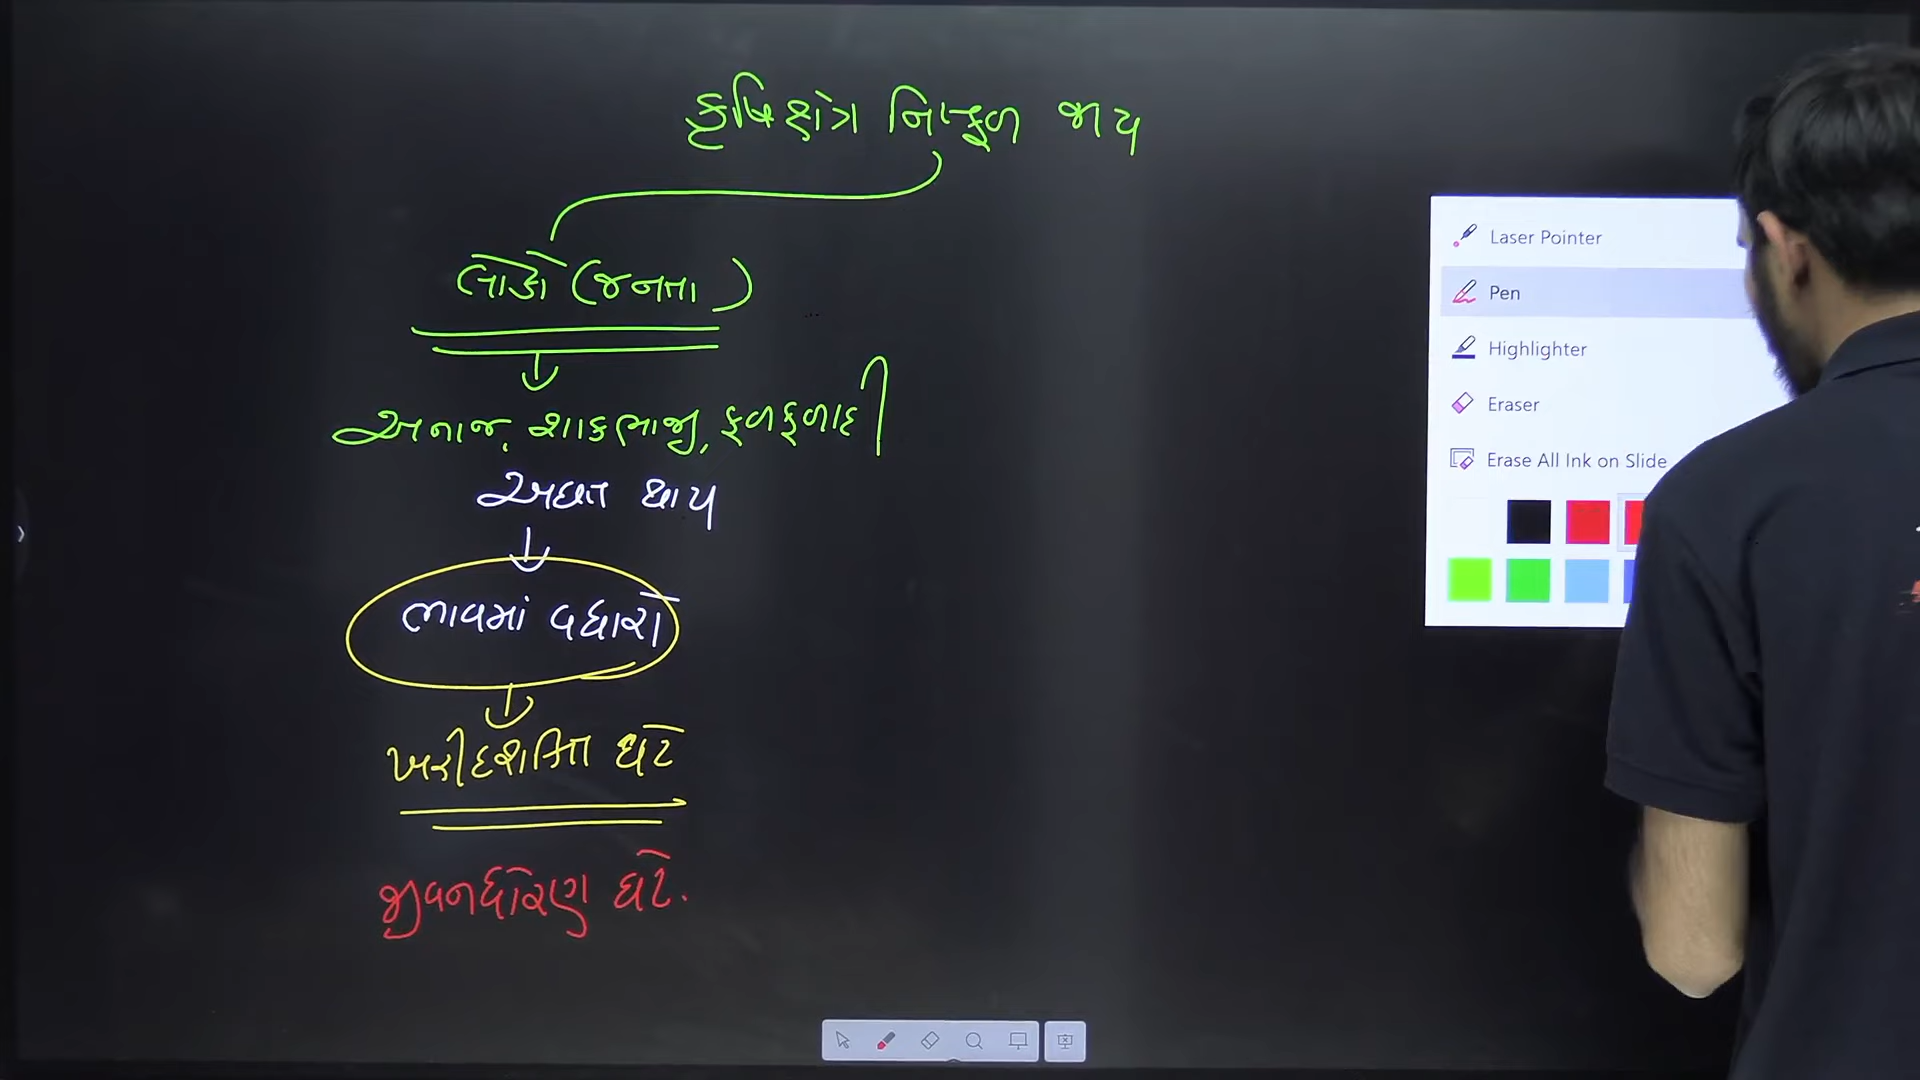 કૃષિક્ષેત્ર નિષ્ફળ જાય
લોકો (જનતા)
અનાજ, શાકભાજી, ફળફળાદી
અછત થાય
ભાવમાં વધારો
ખરીદશક્તિ ઘટે
જીવનધોરણ ઘટે.
Laser Pointer
Pen
Highlighter
Eraser
Erase All Ink on Slide